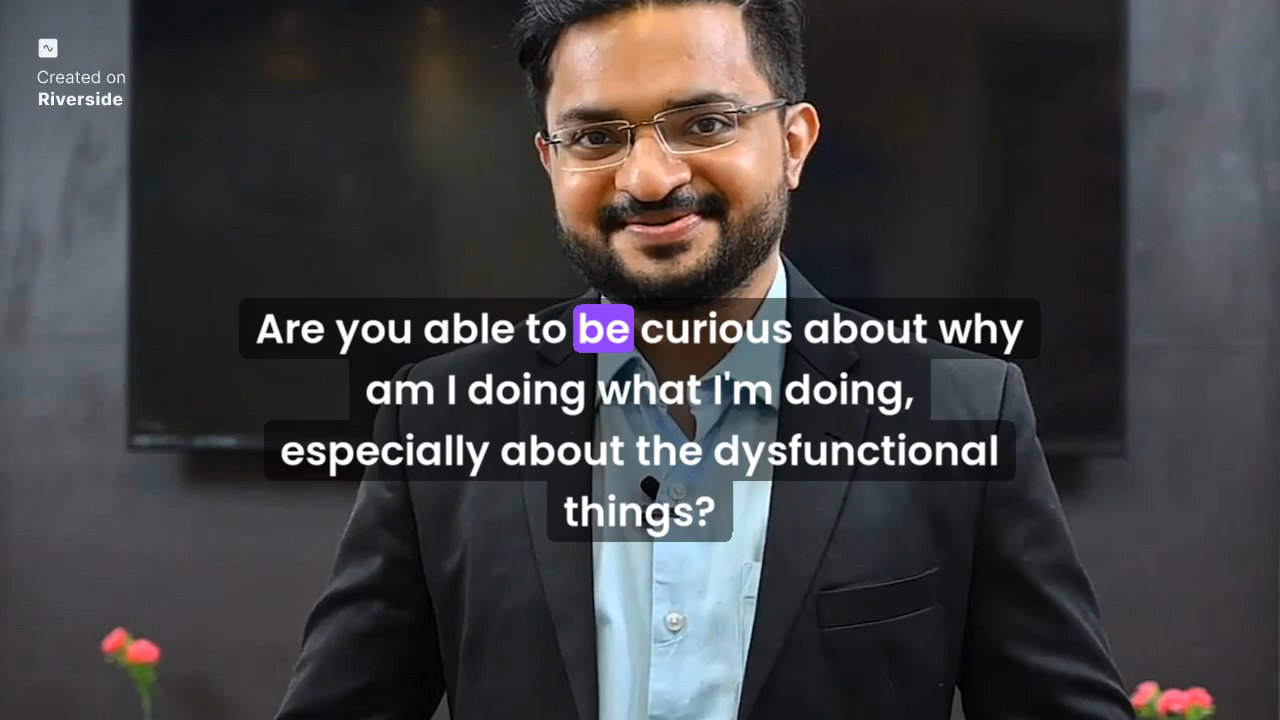 Created on
Riverside
Are you able to be curious about why
am I doing what I'm doing,
especially about the dysfunctional
things?